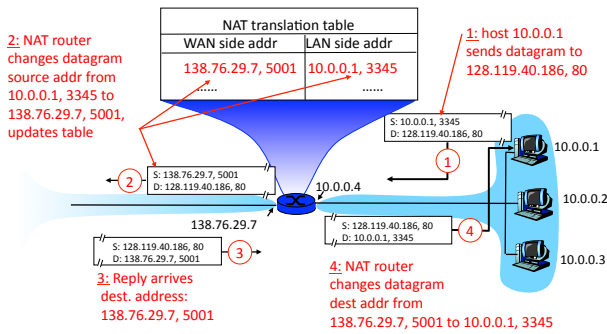 NAT translation table
WAN side addr LAN side addr
138.76.29.7, 5001 10.0.0.1, 3345
...... ......
2: NAT router
changes datagram
source addr from
10.0.0.1, 3345 to
138.76.29.7, 5001,
updates table
1: host 10.0.0.1
sends datagram to
128.119.40.186, 80
S: 10.0.0.1, 3345
D: 128.119.40.186, 80
1
10.0.0.1
S: 138.76.29.7, 5001
D: 128.119.40.186, 80
2
10.0.0.4
10.0.0.2
138.76.29.7
S: 128.119.40.186, 80
D: 10.0.0.1, 3345
4
S: 128.119.40.186, 80
D: 138.76.29.7, 5001
3
10.0.0.3
3: Reply arrives
dest. address:
138.76.29.7, 5001
4: NAT router
changes datagram
dest addr from
138.76.29.7, 5001 to 10.0.0.1, 3345